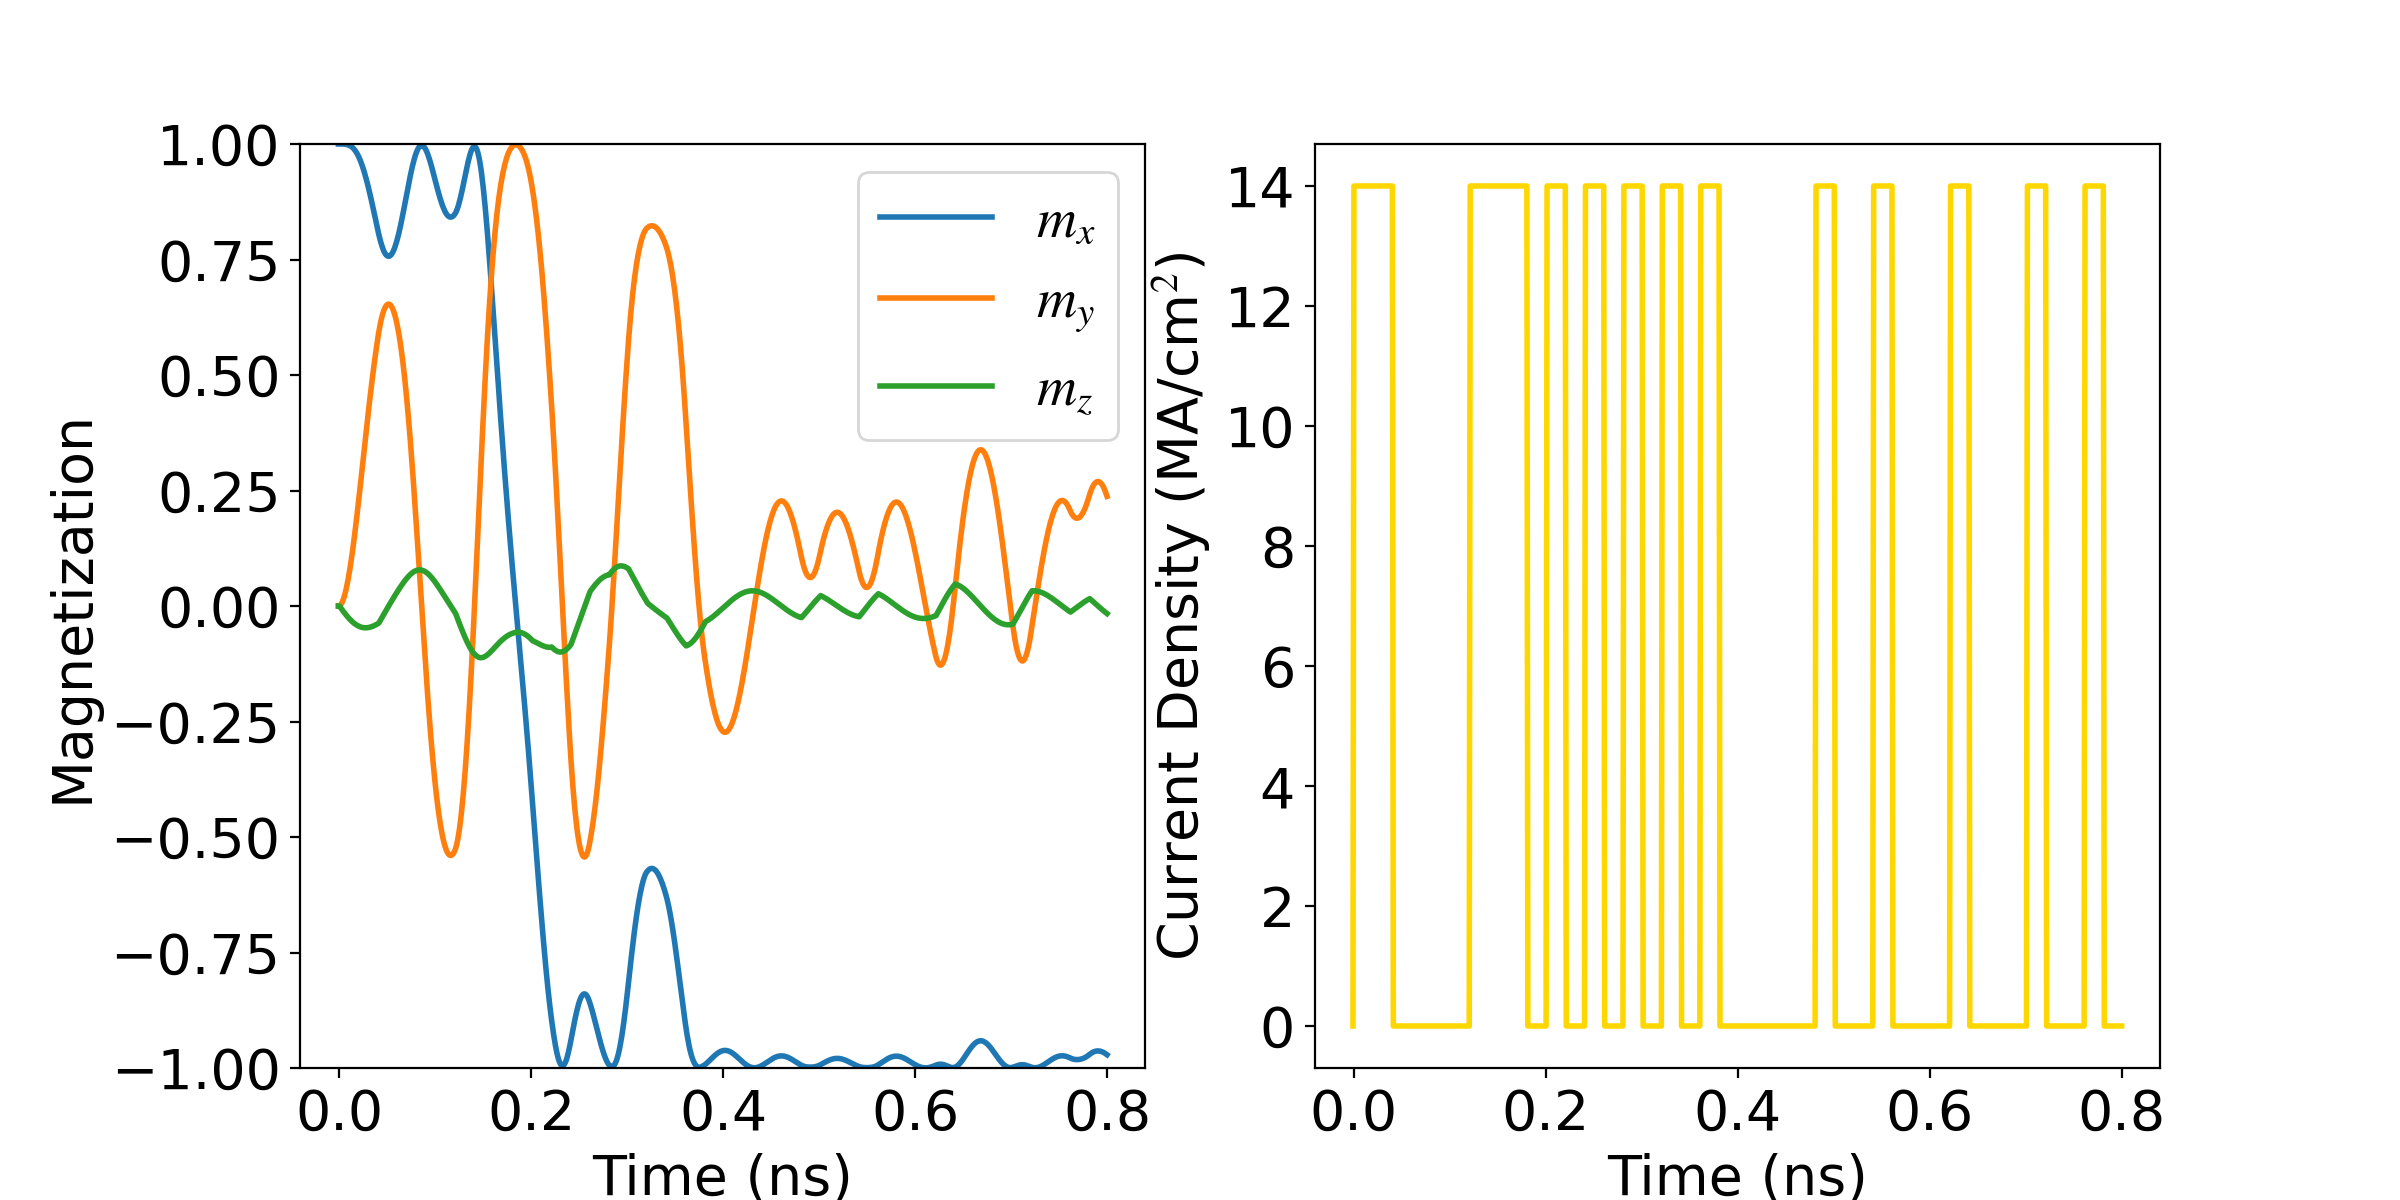 Magnetization
1.00
0.75
0.50
0.25
0.00
−0.25
−0.50
−0.75
−1.00
0.0 0.2 0.4 0.6 0.8
Time (ns)
m_x
m_y
m_z
Current Density (MA/cm²)
14
12
10
8
6
4
2
0
0.0 0.2 0.4 0.6 0.8
Time (ns)